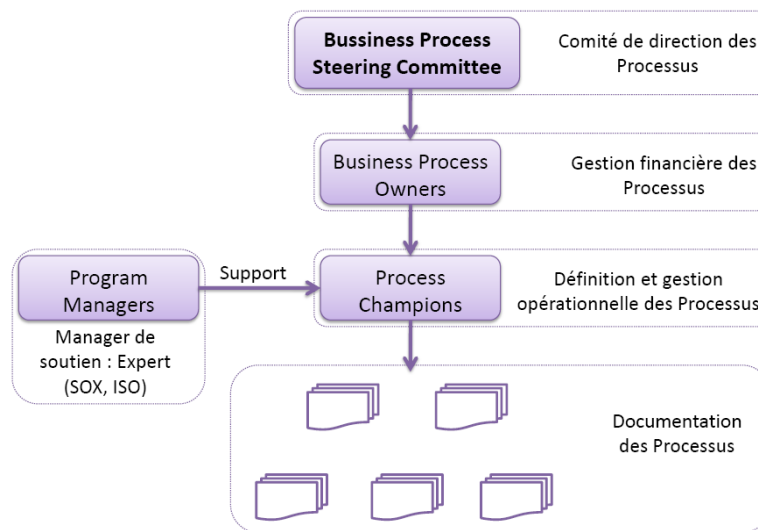 Bussiness Process
Steering Committee
Comité de direction des
Processus
Business Process
Owners
Gestion financière des
Processus
Program
Managers
Support
Process
Champions
Définition et gestion
opérationnelle des Processus
Manager de
soutien : Expert
(SOX, ISO)
Documentation
des Processus